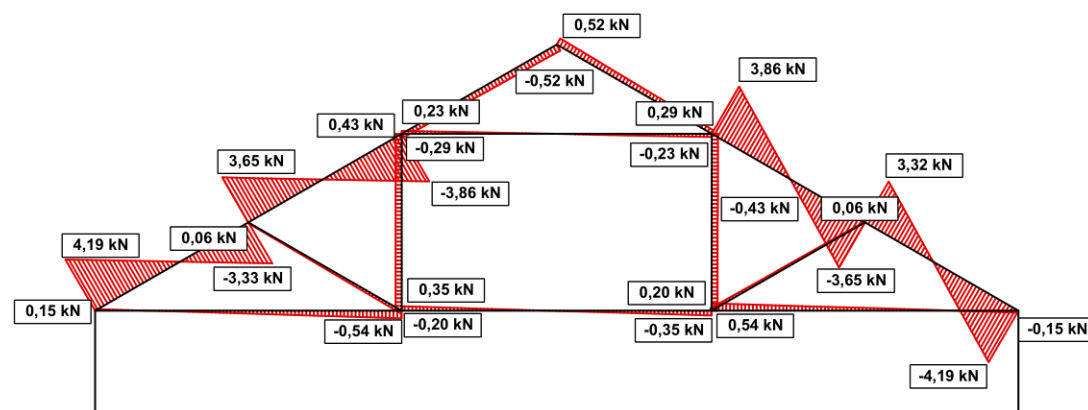 0,52 kN
-0,52 kN
3,86 kN
0,23 kN
0,29 kN
0,43 kN
-0,29 kN
-0,23 kN
3,65 kN
3,32 kN
-3,86 kN
-0,43 kN
0,06 kN
0,06 kN
4,19 kN
-3,33 kN
-3,65 kN
0,35 kN
0,20 kN
0,15 kN
-0,54 kN
-0,20 kN
-0,35 kN
0,54 kN
-0,15 kN
-4,19 kN